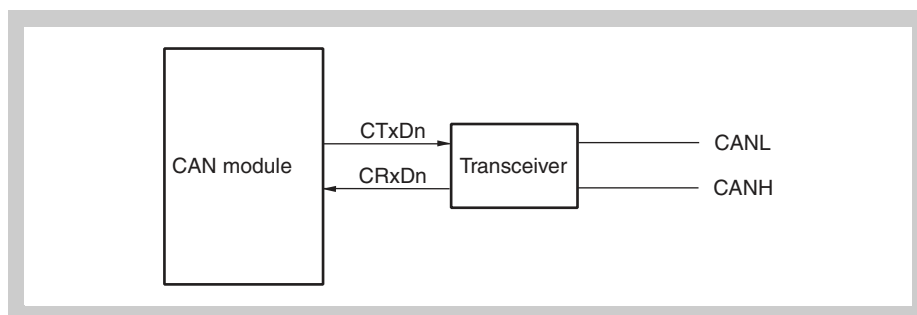 CAN module
CTxDn
CRxDn
Transceiver
CANL
CANH